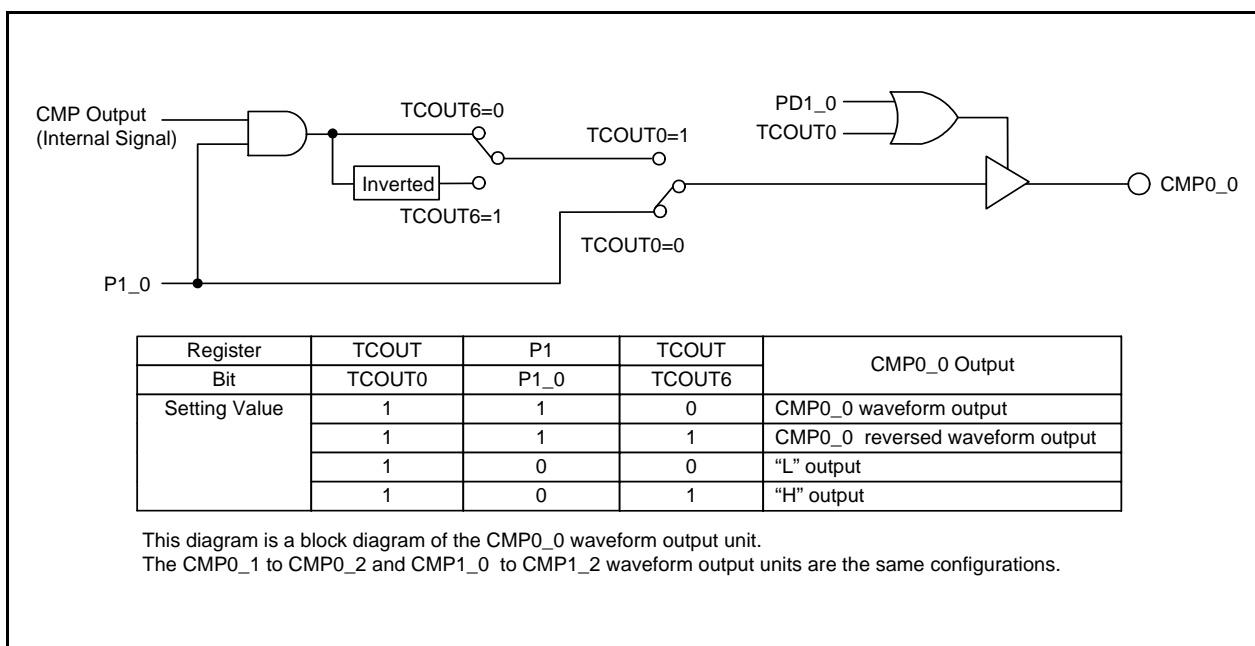 CMP Output
(Internal Signal)
TCOUT6=0
Inverted
TCOUT6=1
TCOUT0=1
TCOUT0=0
PD1_0
TCOUT0
CMP0_0
P1_0
Register TCOUT P1 TCOUT CMP0_0 Output
Bit TCOUT0 P1_0 TCOUT6
Setting Value 1 1 0 CMP0_0 waveform output
1 1 1 CMP0_0 reversed waveform output
1 0 0 “L” output
1 0 1 “H” output
This diagram is a block diagram of the CMP0_0 waveform output unit.
The CMP0_1 to CMP0_2 and CMP1_0 to CMP1_2 waveform output units are the same configurations.